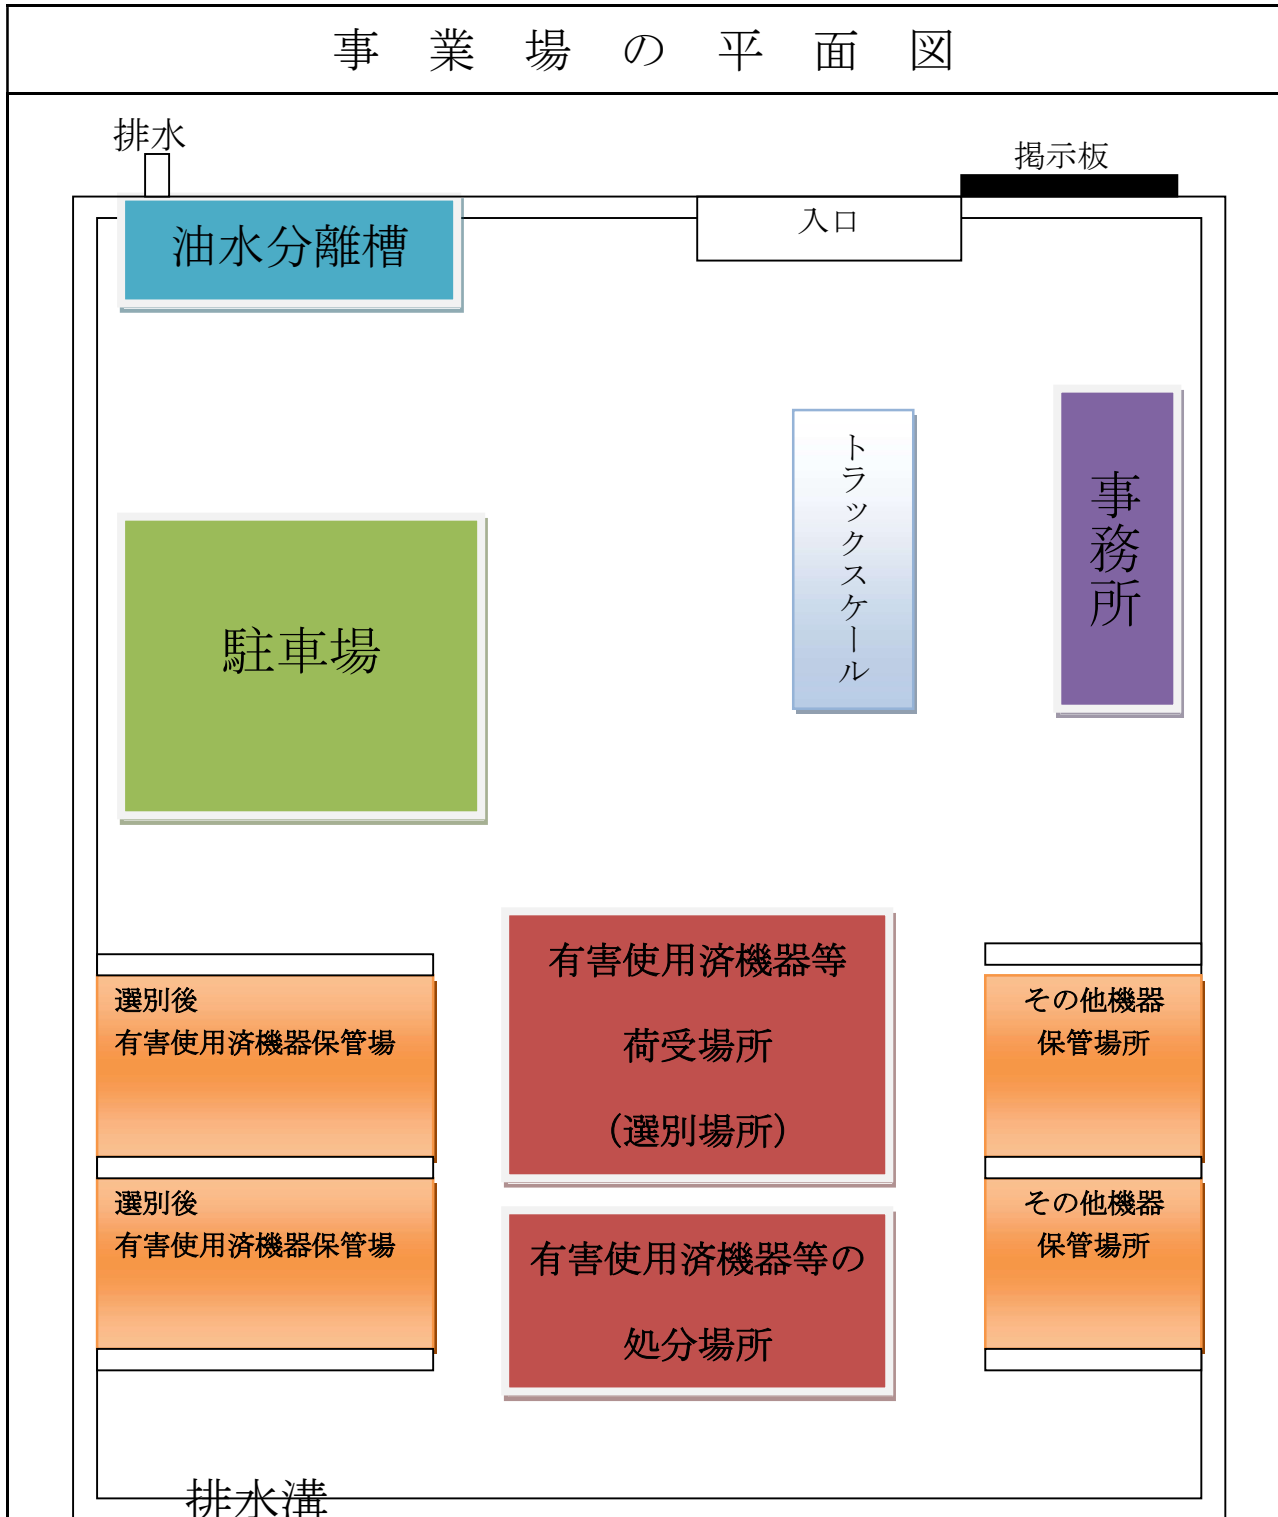 事業場の平面図
排水
掲示板
油水分離槽
入口
トラックスケール
事務所
駐車場
有害使用済機器等
荷受場所
(選別場所)
選別後
有害使用済機器保管場
その他機器
保管場所
選別後
有害使用済機器保管場
有害使用済機器等の
処分場所
その他機器
保管場所
排水溝